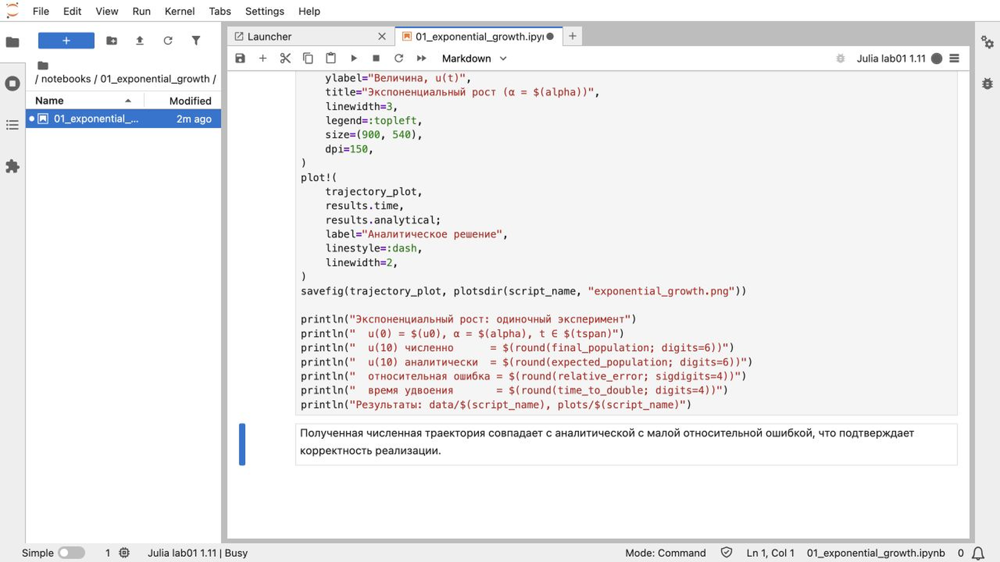 File Edit View Run Kernel Tabs Settings Help
Launcher
01_exponential_growth.ipyn
Markdown
Julia lab01 1.11
/ notebooks / 01_exponential_growth /
Name Modified
01_exponential_... 2m ago
ylabel="Величина, u(t)",
title="Экспоненциальный рост (α = $(alpha))",
linewidth=3,
legend=:topleft,
size=(900, 540),
dpi=150,
)
plot!(
trajectory_plot,
results.time,
results.analytical;
label="Аналитическое решение",
linestyle=:dash,
linewidth=2,
)
savefig(trajectory_plot, plotsdir(script_name, "exponential_growth.png"))
println("Экспоненциальный рост: одиночный эксперимент")
println("  u(0) = $(u0), α = $(alpha), t ∈ $(tspan)")
println("  u(10) численно      = $(round(final_population; digits=6))")
println("  u(10) аналитически  = $(round(expected_population; digits=6))")
println("  относительная ошибка = $(round(relative_error; sigdigits=4))")
println("  время удвоения       = $(round(time_to_double; digits=4))")
println("Результаты: data/$(script_name), plots/$(script_name)")
Полученная численная траектория совпадает с аналитической с малой относительной ошибкой, что подтверждает
корректность реализации.
Simple 1 Julia lab01 1.11 | Busy Mode: Command Ln 1, Col 1 01_exponential_growth.ipynb 0